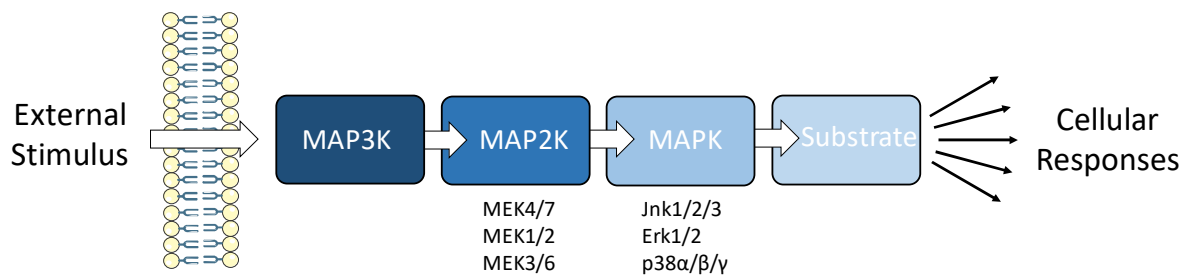 External
Stimulus
MAP3K
MAP2K
MAPK
Substrate
MEK4/7
MEK1/2
MEK3/6
Jnk1/2/3
Erk1/2
p38α/β/γ
Cellular
Responses